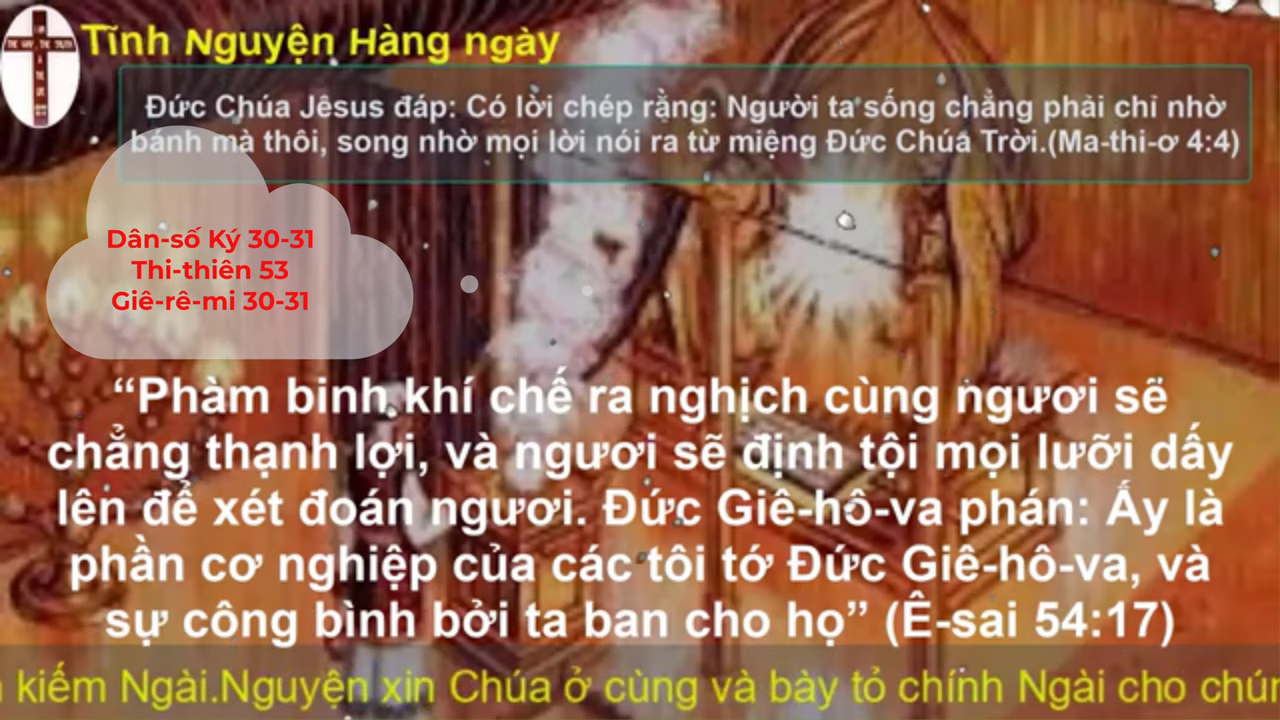 Tĩnh Nguyện Hàng ngày
Đức Chúa Jêsus đáp: Có lời chép rằng: Người ta sống chẳng phải chỉ nhờ
bánh mà thôi, song nhờ mọi lời nói ra từ miệng Đức Chúa Trời.(Ma-thi-ơ 4:4)
Dân-số Ký 30-31
Thi-thiên 53
Giê-rê-mi 30-31
“Phàm binh khí chế ra nghịch cùng ngươi sẽ
chẳng thạnh lợi, và ngươi sẽ định tội mọi lưỡi dấy
lên để xét đoán ngươi. Đức Giê-hô-va phán: Ấy là
phần cơ nghiệp của các tôi tớ Đức Giê-hô-va, và
sự công bình bởi ta ban cho họ” (Ê-sai 54:17)
kiếm Ngài.Nguyện xin Chúa ở cùng và bày tỏ chính Ngài cho